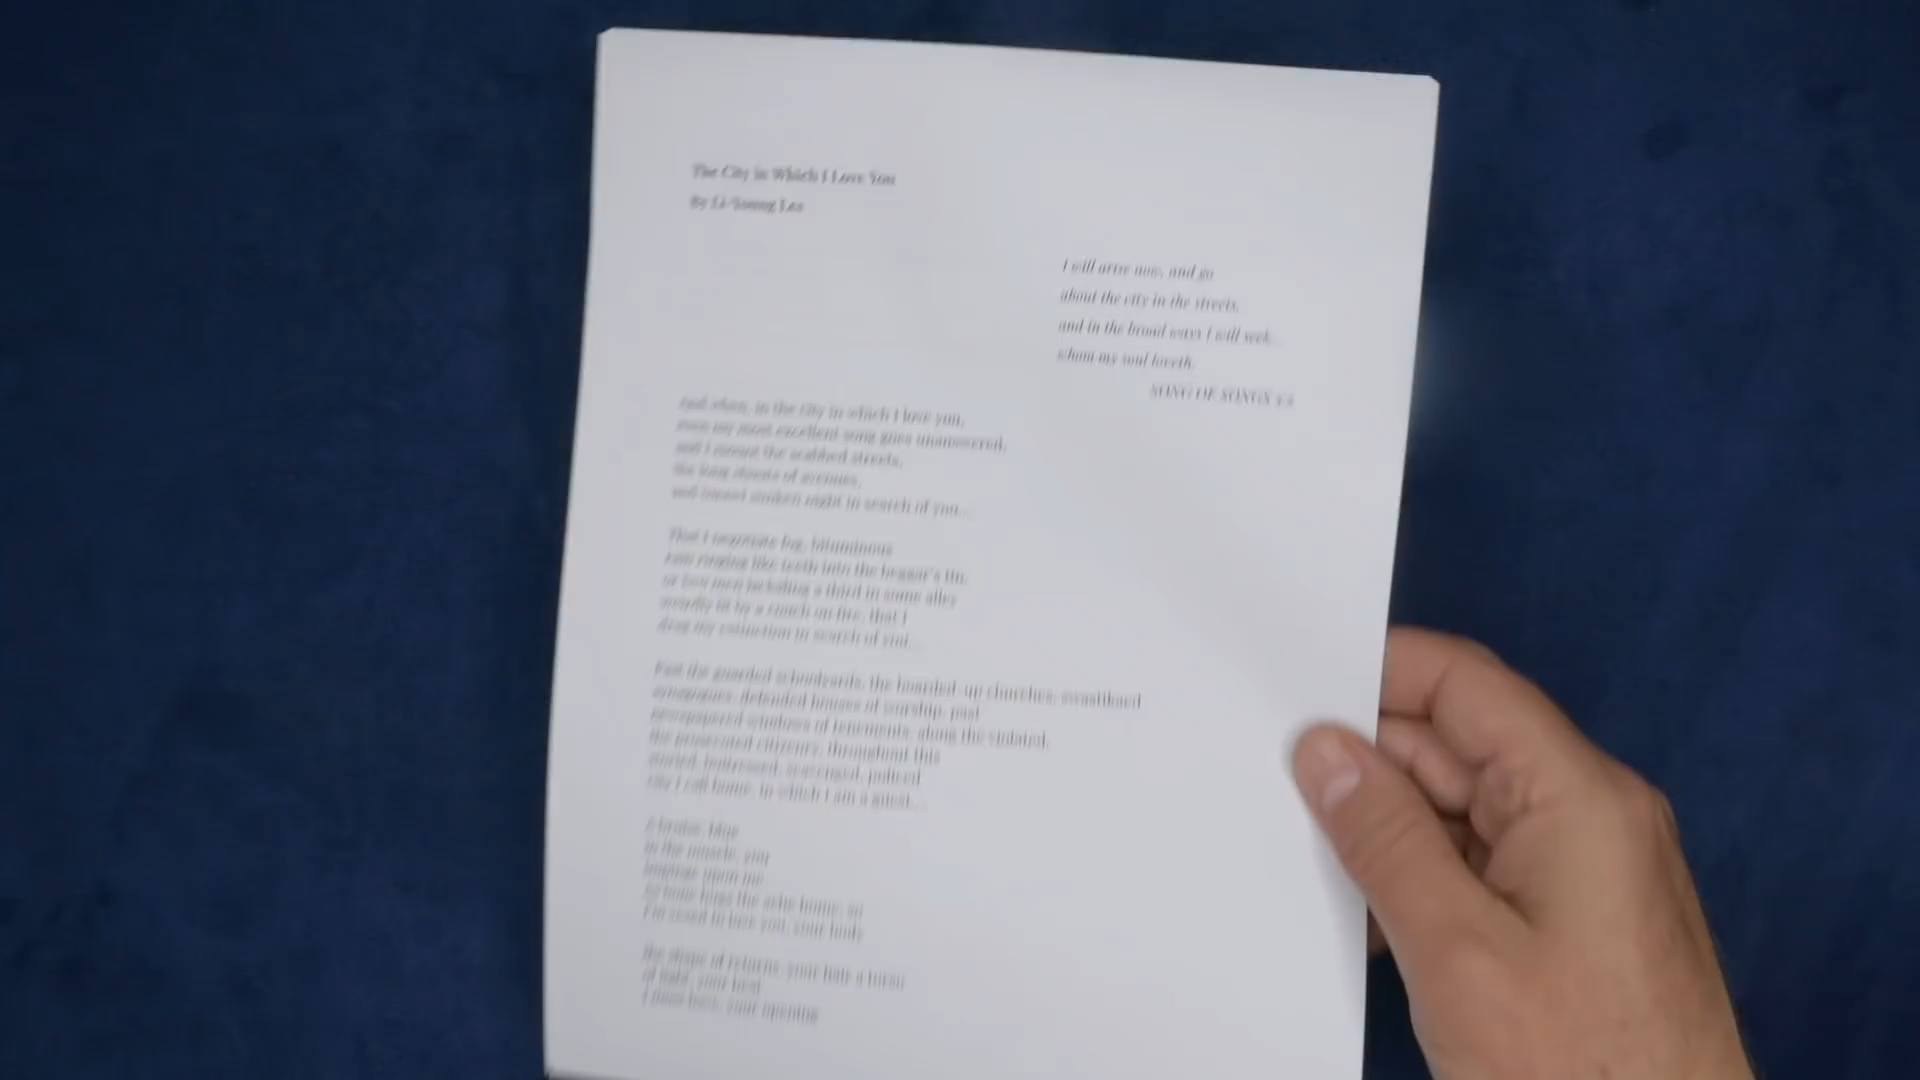 The City in Which I Love You
By Li-Young Lee
I will arise now, and go
about the city in the streets,
and in the broad ways I will seek...
whom my soul loveth.
SONG OF SONGS 3:2
And when, in the city in which I love you,
even my most excellent song goes unanswered,
and I mount the scabbed streets,
the long shouts of avenues,
and tunnel sunken night in search of you...
That I negotiate fog, bituminous
rain ringing like teeth into the beggar's tin,
or two men jackaling a third in some alley
weirdly lit by a couch on fire, that I
drag my extinction in search of you...
Past the guarded schoolyards, the boarded-up churches, swastikaed
synagogues, defended houses of worship, past
newspapered windows of tenements, along the violated,
the prosecuted citizenry, throughout this
storied, buttressed, scavenged, policed
city I call home, in which I am a guest...
A bruise, blue
in the muscle, you
impinge upon me.
As bone hugs the ache home, so
I'm vexed to love you, your body
the shape of returns, your hair a torso
of light, your heat
I must have, your opening